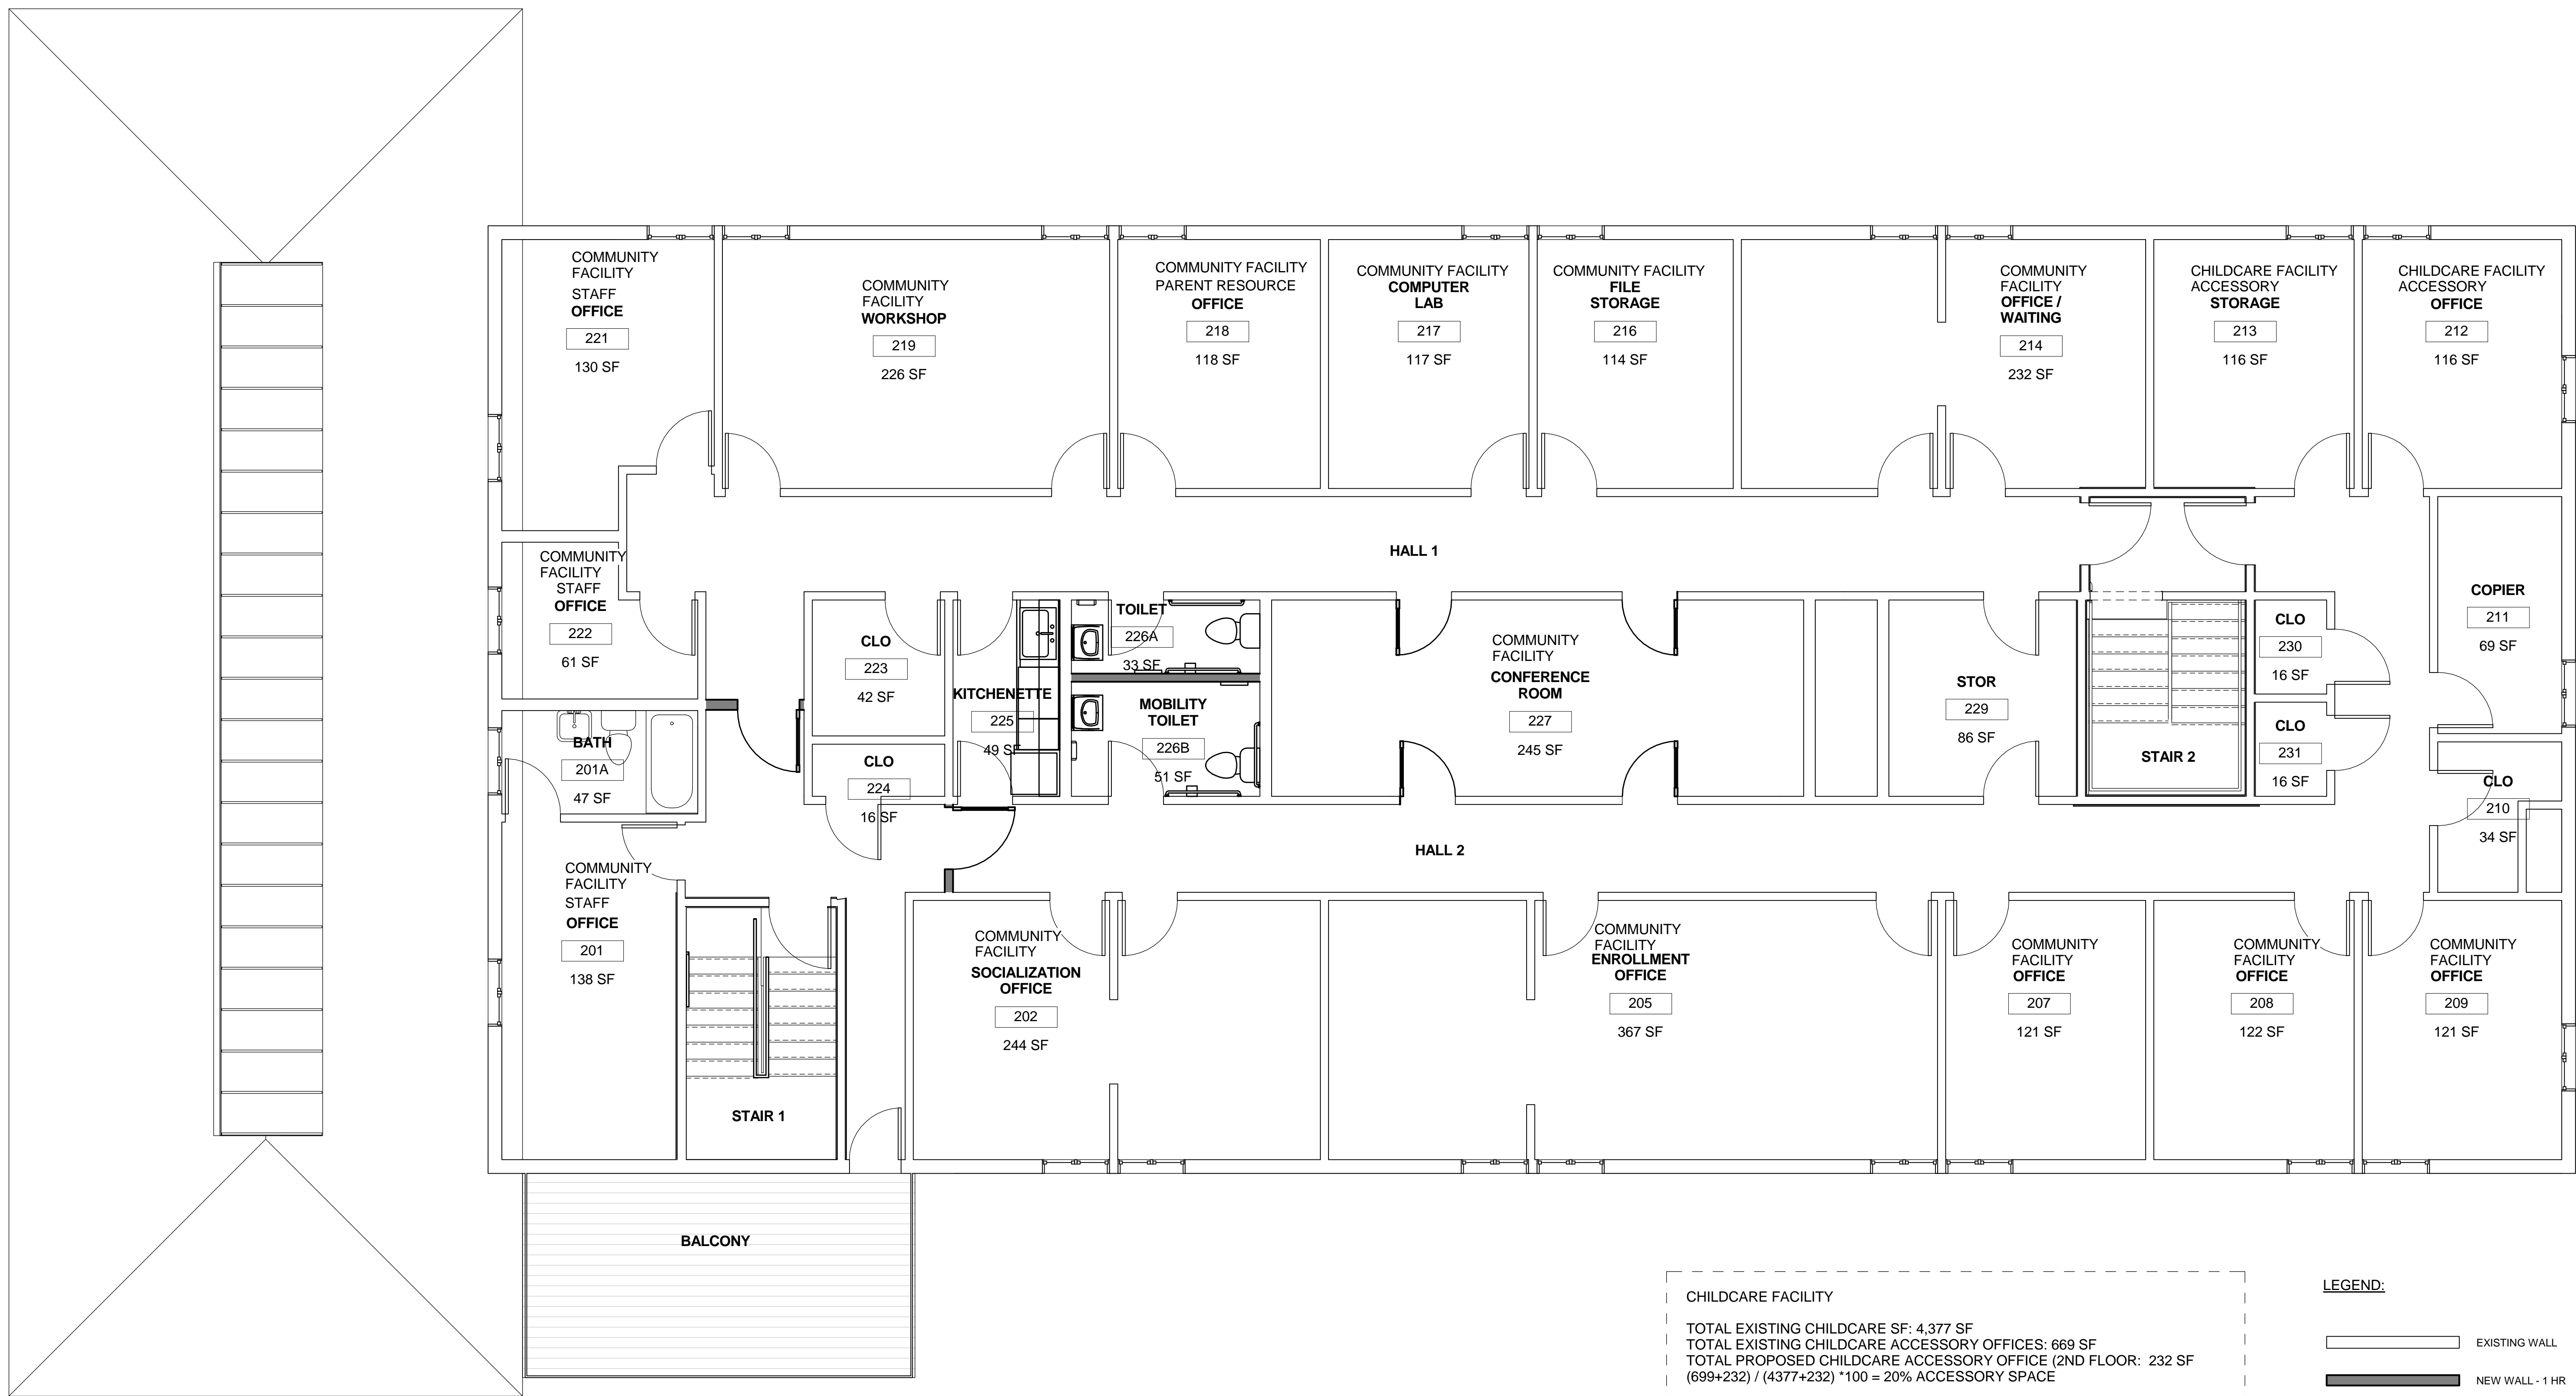 COMMUNITY
FACILITY
STAFF
OFFICE
221
130 SF
COMMUNITY
FACILITY
WORKSHOP
219
226 SF
COMMUNITY FACILITY
PARENT RESOURCE
OFFICE
218
118 SF
COMMUNITY FACILITY
COMPUTER
LAB
217
117 SF
COMMUNITY FACILITY
FILE
STORAGE
216
114 SF
COMMUNITY
FACILITY
OFFICE /
WAITING
214
232 SF
CHILDCARE FACILITY
ACCESSORY
STORAGE
213
116 SF
CHILDCARE FACILITY
ACCESSORY
OFFICE
212
116 SF
HALL 1
COMMUNITY
FACILITY
STAFF
OFFICE
222
61 SF
CLO
223
42 SF
KITCHENETTE
225
49 SF
TOILET
226A
33 SF
MOBILITY
TOILET
226B
51 SF
COMMUNITY
FACILITY
CONFERENCE
ROOM
227
245 SF
STOR
229
86 SF
STAIR 2
CLO
230
16 SF
CLO
231
16 SF
COPIER
211
69 SF
BATH
201A
47 SF
CLO
224
16 SF
CLO
210
34 SF
HALL 2
COMMUNITY
FACILITY
STAFF
OFFICE
201
138 SF
STAIR 1
COMMUNITY
FACILITY
SOCIALIZATION
OFFICE
202
244 SF
COMMUNITY
FACILITY
ENROLLMENT
OFFICE
205
367 SF
COMMUNITY
FACILITY
OFFICE
207
121 SF
COMMUNITY
FACILITY
OFFICE
208
122 SF
COMMUNITY
FACILITY
OFFICE
209
121 SF
BALCONY
CHILDCARE FACILITY
TOTAL EXISTING CHILDCARE SF: 4,377 SF
TOTAL EXISTING CHILDCARE ACCESSORY OFFICES: 669 SF
TOTAL PROPOSED CHILDCARE ACCESSORY OFFICE (2ND FLOOR: 232 SF
(699+232) / (4377+232) *100 = 20% ACCESSORY SPACE
LEGEND:
EXISTING WALL
NEW WALL - 1 HR